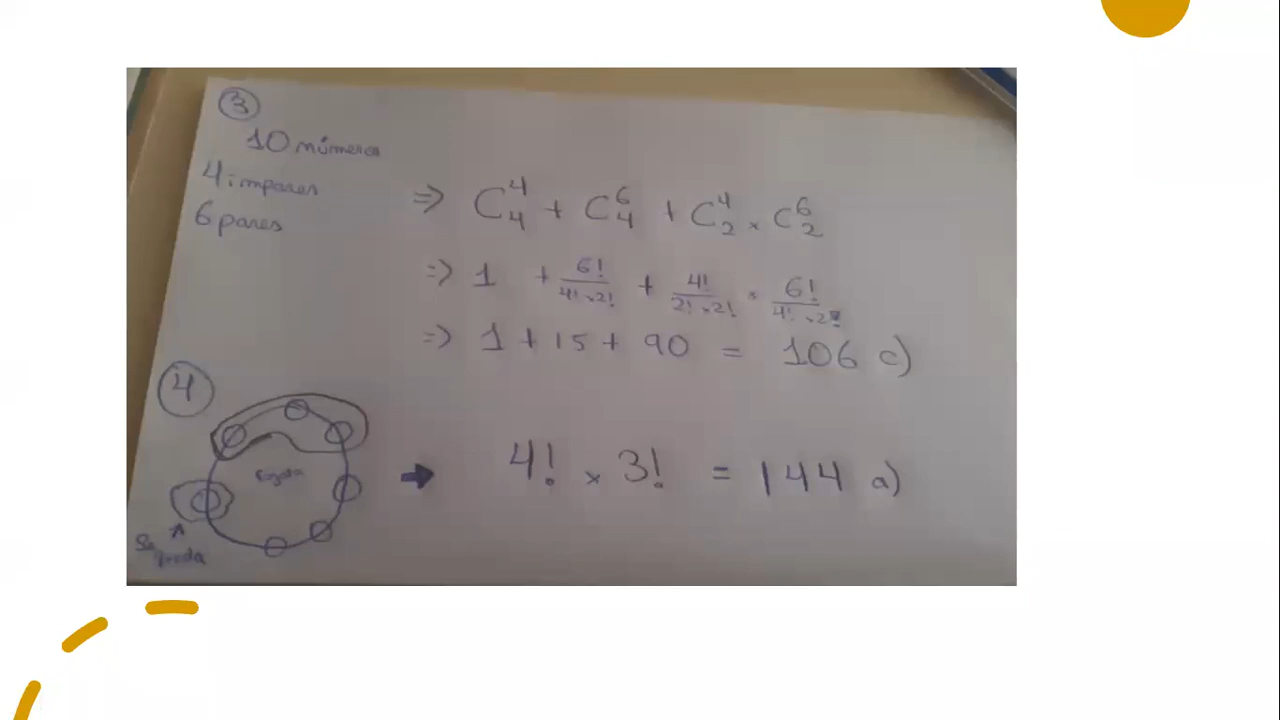 3
10 números
4 impares
6 pares
=> C⁴₄ + C⁶₄ + C⁴₂ × C⁶₂
=> 1 + 6!/(4! × 2!) + 4!/(2! × 2!) × 6!/(4! × 2!)
=> 1 + 15 + 90 = 106 c)
4
4! × 3! = 144 a)